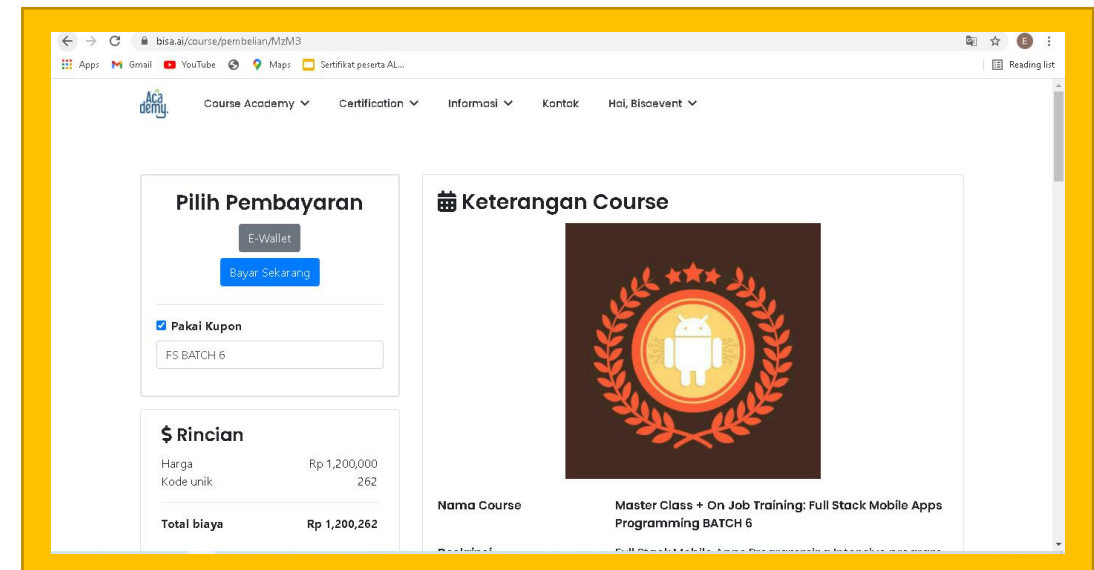 bisa.ai/course/pembelian/MzM3
E
Apps Gmail YouTube Maps Sertifikat peserta AL... Reading list
Aca
demy.
Course Academy Certification Informasi Kontak Hai, Bisaevent
Pilih Pembayaran
E-Wallet
Bayar Sekarang
Pakai Kupon
FS BATCH 6
$ Rincian
Harga Rp 1,200,000
Kode unik 262
Total biaya Rp 1,200,262
Keterangan Course
Nama Course Master Class + On Job Training: Full Stack Mobile Apps
Programming BATCH 6